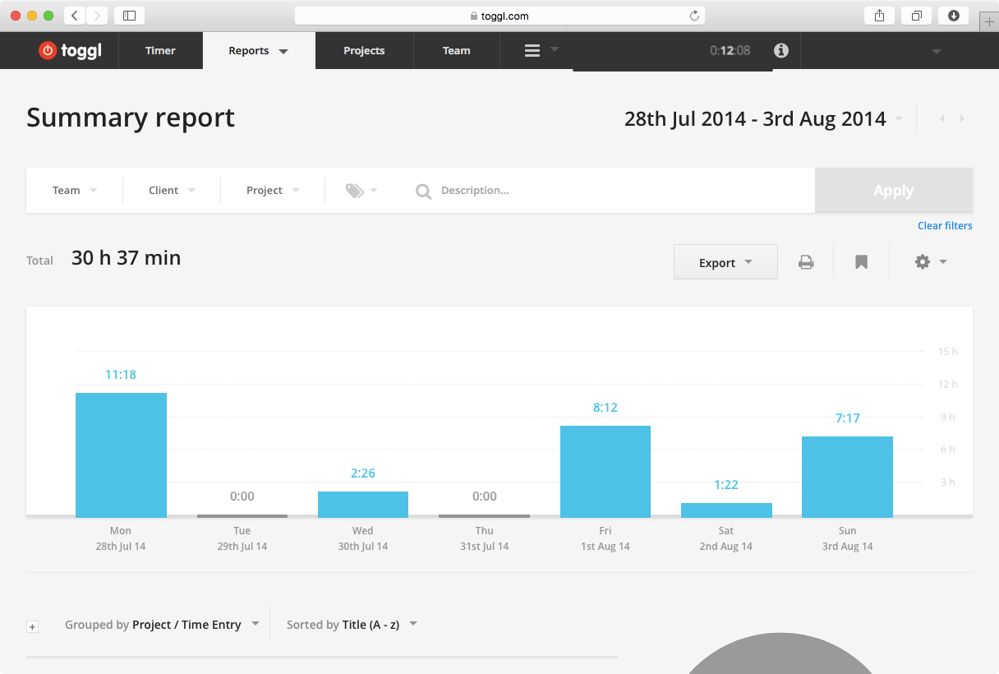 toggl.com
toggl
Timer
Reports
Projects
Team
0:12:08
Summary report
28th Jul 2014 - 3rd Aug 2014
Team
Client
Project
Description...
Apply
Clear filters
Total 30 h 37 min
Export
15 h
12 h
9 h
6 h
3 h
11:18
0:00
2:26
0:00
8:12
1:22
7:17
Mon
28th Jul 14
Tue
29th Jul 14
Wed
30th Jul 14
Thu
31st Jul 14
Fri
1st Aug 14
Sat
2nd Aug 14
Sun
3rd Aug 14
Grouped by Project / Time Entry
Sorted by Title (A - z)